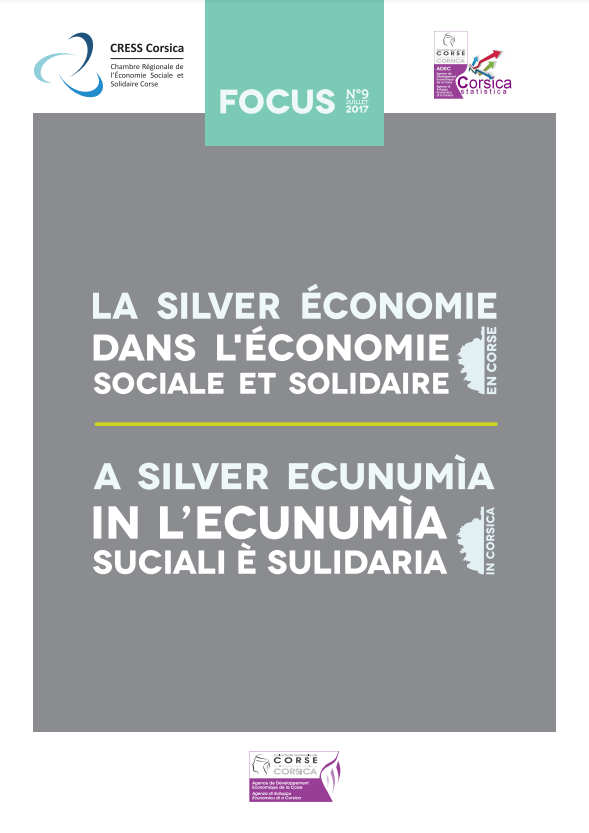 CRESS Corsica
Chambre Régionale de
l'Économie Sociale et
Solidaire Corse
FOCUS
N°9
JUILLET
2017
CORSE
CORSICA
ADEC
Corsica
statistica
LA SILVER ÉCONOMIE
DANS L'ÉCONOMIE
SOCIALE ET SOLIDAIRE
EN CORSE
A SILVER ECUNUMÌA
IN L'ECUNUMÌA
SUCIALI È SULIDARIA
IN CORSICA
CORSE
CORSICA
Agence de Développement
Economique de la Corse
Agenza di Sviluppu
Ecunomicu di a Corsica